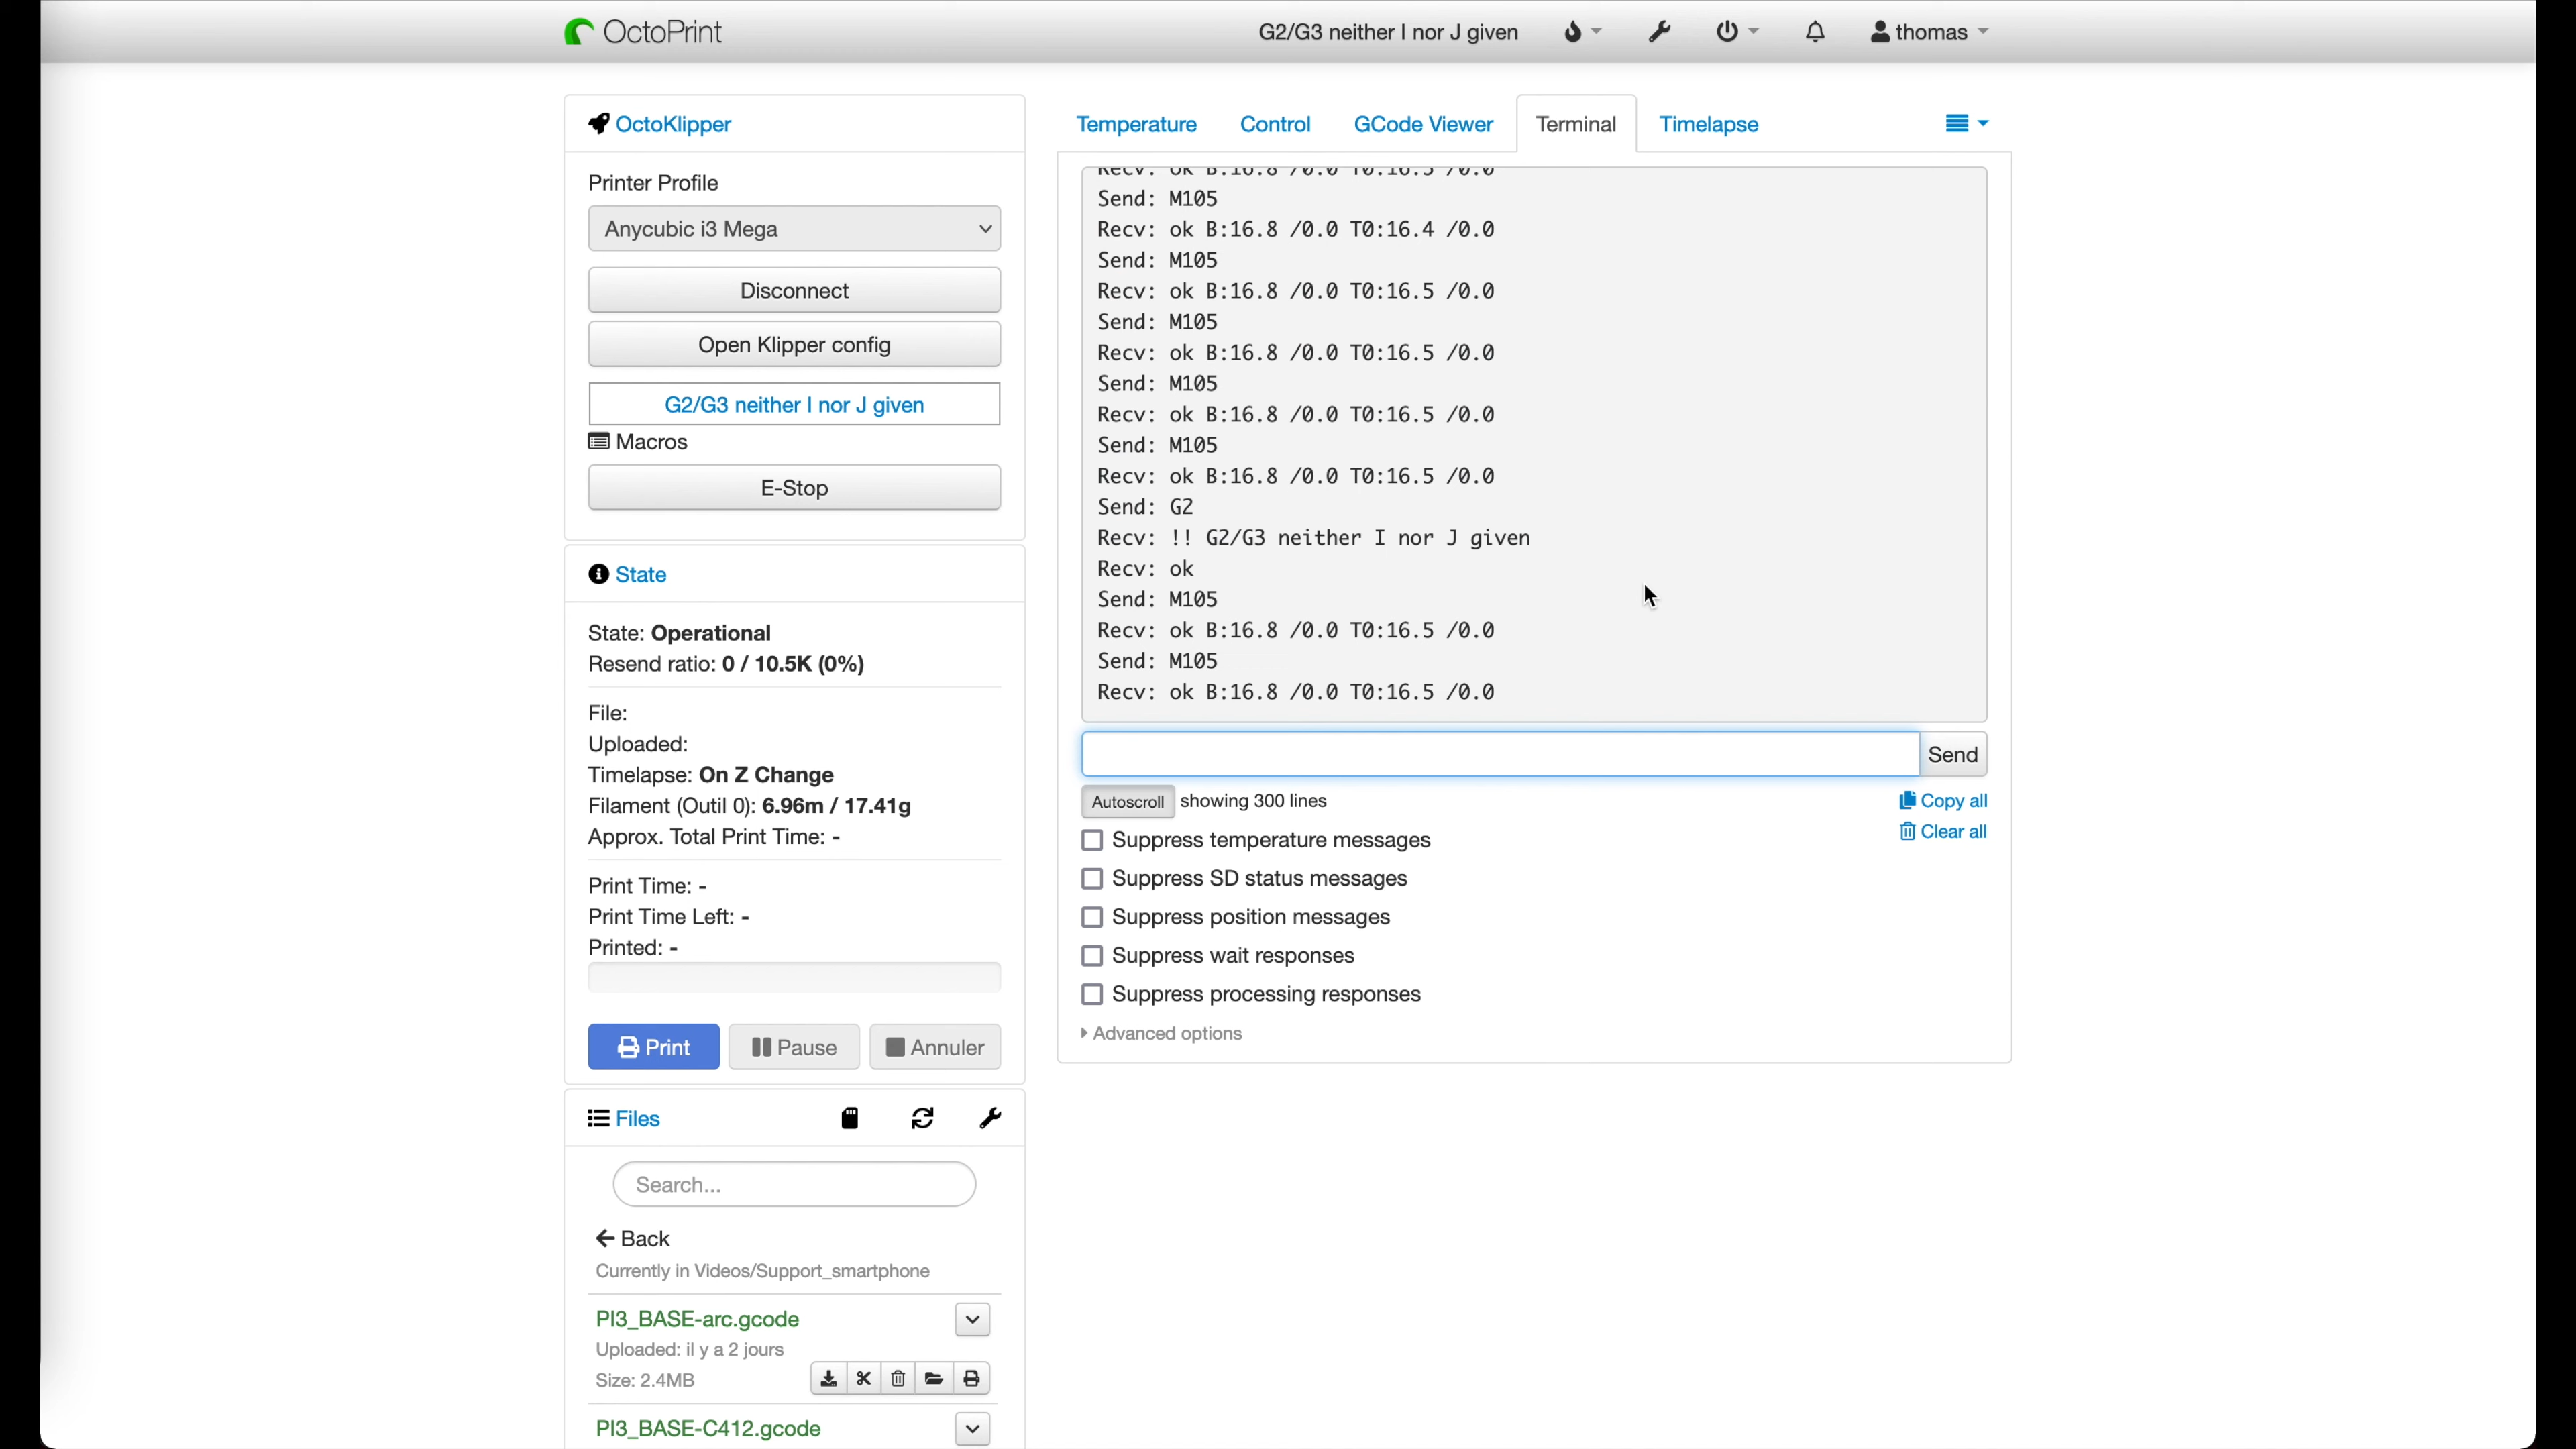 OctoPrint
G2/G3 neither I nor J given
thomas
OctoKlipper
Printer Profile
Anycubic i3 Mega
Disconnect
Open Klipper config
G2/G3 neither I nor J given
Macros
E-Stop
State
State: Operational
Resend ratio: 0 / 10.5K (0%)
File:
Uploaded:
Timelapse: On Z Change
Filament (Outil 0): 6.96m / 17.41g
Approx. Total Print Time: -
Print Time: -
Print Time Left: -
Printed: -
Print
Pause
Annuler
Files
Search...
Back
Currently in Videos/Support_smartphone
PI3_BASE-arc.gcode
Uploaded: il y a 2 jours
Size: 2.4MB
PI3_BASE-C412.gcode
Temperature
Control
GCode Viewer
Terminal
Timelapse
Recv: ok B:16.8 /0.0 T0:16.5 /0.0
Send: M105
Recv: ok B:16.8 /0.0 T0:16.4 /0.0
Send: M105
Recv: ok B:16.8 /0.0 T0:16.5 /0.0
Send: M105
Recv: ok B:16.8 /0.0 T0:16.5 /0.0
Send: M105
Recv: ok B:16.8 /0.0 T0:16.5 /0.0
Send: M105
Recv: ok B:16.8 /0.0 T0:16.5 /0.0
Send: G2
Recv: !! G2/G3 neither I nor J given
Recv: ok
Send: M105
Recv: ok B:16.8 /0.0 T0:16.5 /0.0
Send: M105
Recv: ok B:16.8 /0.0 T0:16.5 /0.0
Send
Autoscroll showing 300 lines
Copy all
Clear all
Suppress temperature messages
Suppress SD status messages
Suppress position messages
Suppress wait responses
Suppress processing responses
Advanced options